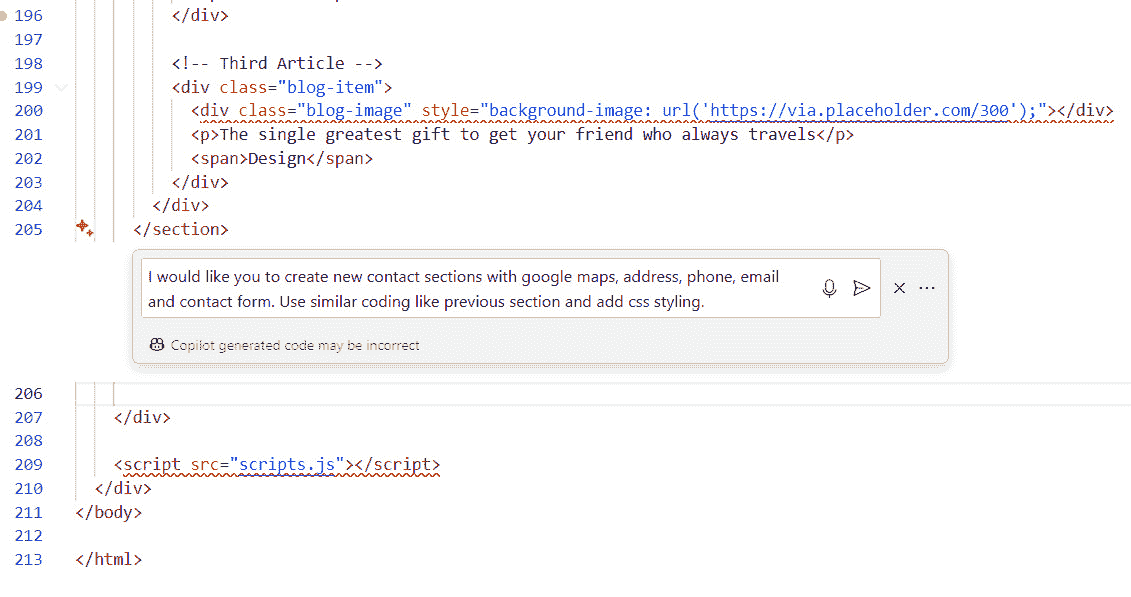 196 </div>
197
198 <!-- Third Article -->
199 <div class="blog-item">
200 <div class="blog-image" style="background-image: url('https://via.placeholder.com/300');"></div>
201 <p>The single greatest gift to get your friend who always travels</p>
202 <span>Design</span>
203 </div>
204 </div>
205 </section>
I would like you to create new contact sections with google maps, address, phone, email
and contact form. Use similar coding like previous section and add css styling.
Copilot generated code may be incorrect
206
207 </div>
208
209 <script src="scripts.js"></script>
210 </div>
211 </body>
212
213 </html>